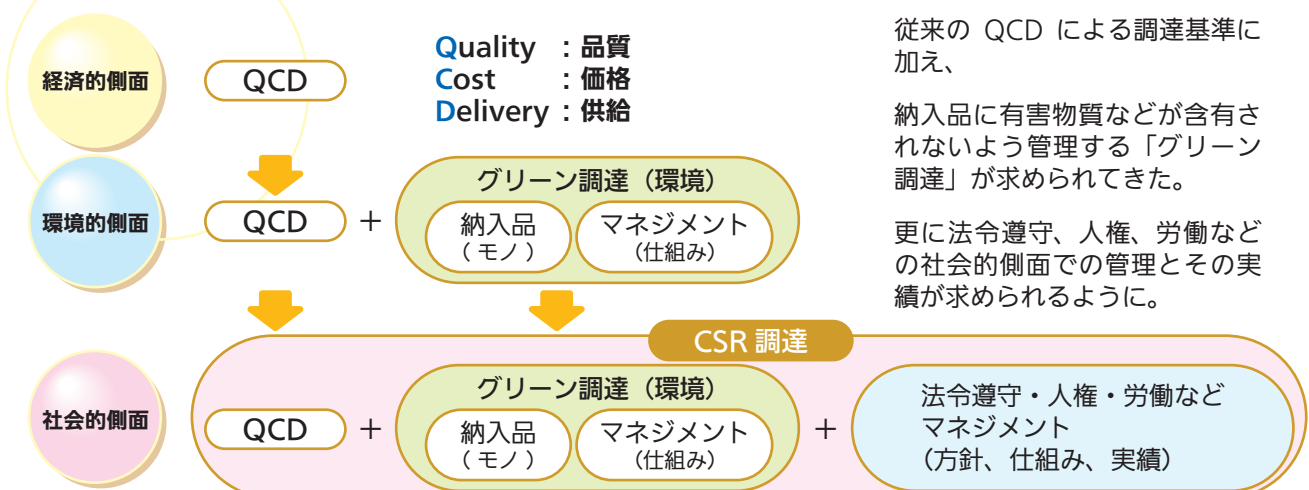 経済的側面
QCD
Quality :品質
Cost :価格
Delivery:供給
従来の QCD による調達基準に
加え、
納入品に有害物質などが含有さ
れないよう管理する「グリーン
調達」が求められてきた。
更に法令遵守、人権、労働など
の社会的側面での管理とその実
績が求められるように。
環境的側面
QCD
+
グリーン調達(環境)
納入品
(モノ)
マネジメント
(仕組み)
CSR 調達
社会的側面
QCD
+
グリーン調達(環境)
納入品
(モノ)
マネジメント
(仕組み)
+
法令遵守・人権・労働など
マネジメント
(方針、仕組み、実績)